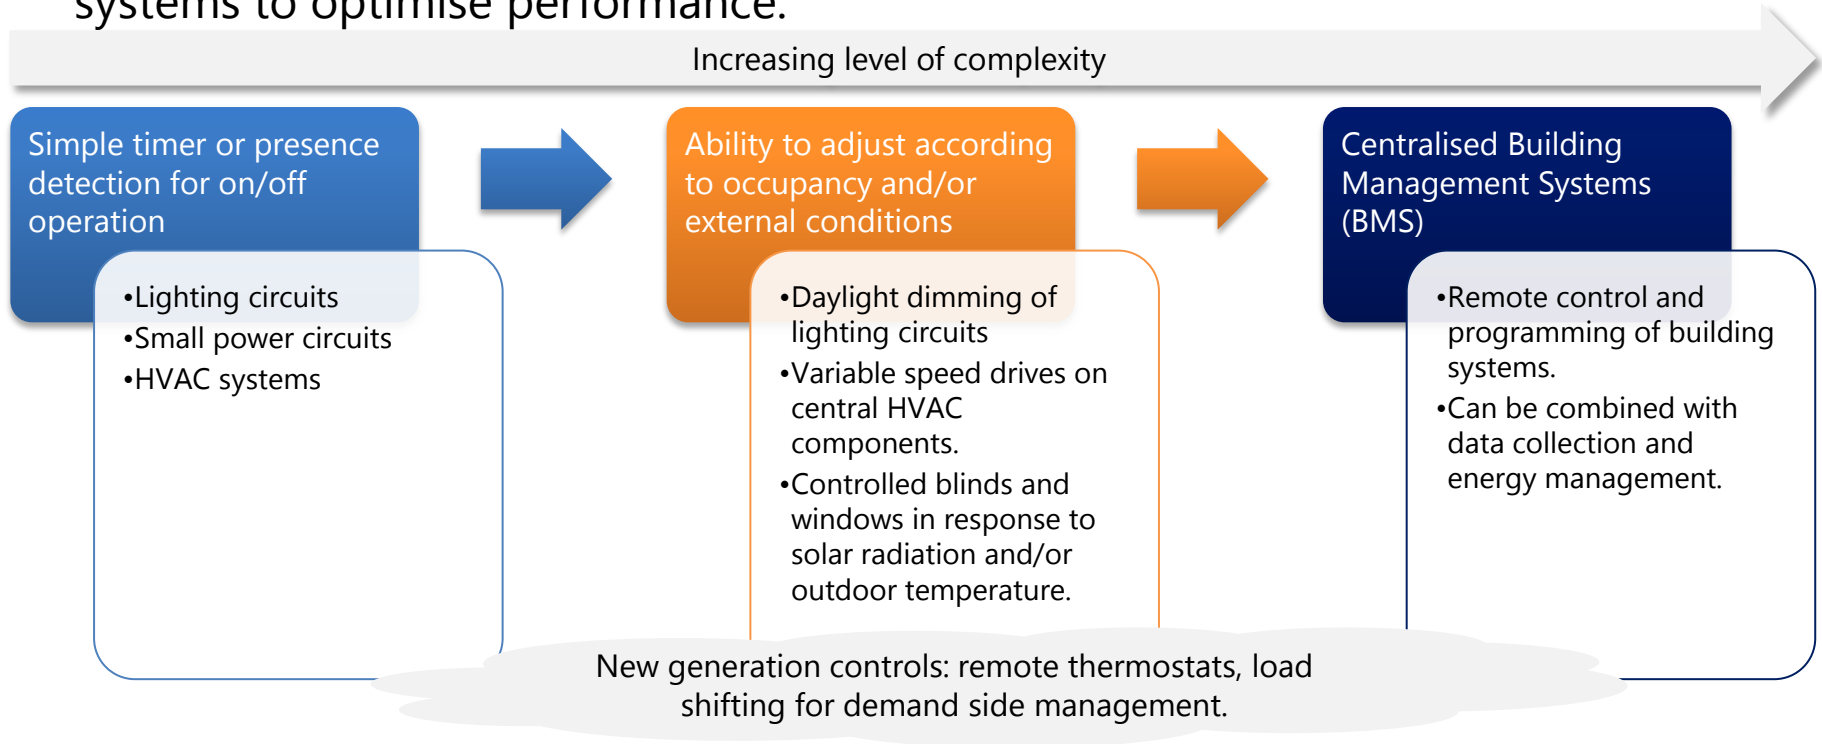 systems to optimise performance.
Increasing level of complexity
Simple timer or presence
detection for on/off
operation
•Lighting circuits
•Small power circuits
•HVAC systems
Ability to adjust according
to occupancy and/or
external conditions
•Daylight dimming of
lighting circuits
•Variable speed drives on
central HVAC
components.
•Controlled blinds and
windows in response to
solar radiation and/or
outdoor temperature.
Centralised Building
Management Systems
(BMS)
•Remote control and
programming of building
systems.
•Can be combined with
data collection and
energy management.
New generation controls: remote thermostats, load
shifting for demand side management.